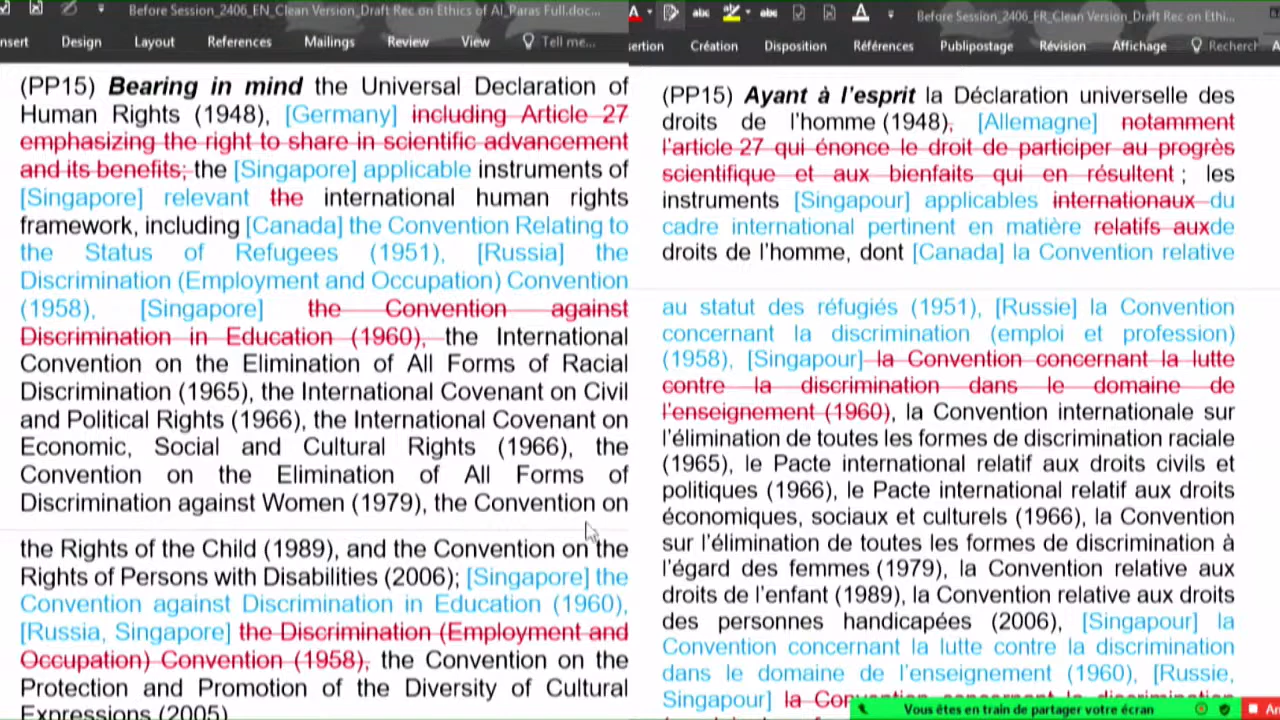 Before Session_2406_EN_Clean Version_Draft Rec on Ethics of AI_Paras Full.doc...
nsert Design Layout References Mailings Review View Tell me...
(PP15) Bearing in mind the Universal Declaration of
Human Rights (1948), [Germany] including Article 27
emphasizing the right to share in scientific advancement
and its benefits; the [Singapore] applicable instruments of
[Singapore] relevant the international human rights
framework, including [Canada] the Convention Relating to
the Status of Refugees (1951), [Russia] the
Discrimination (Employment and Occupation) Convention
(1958), [Singapore] the Convention against
Discrimination in Education (1960), the International
Convention on the Elimination of All Forms of Racial
Discrimination (1965), the International Covenant on Civil
and Political Rights (1966), the International Covenant on
Economic, Social and Cultural Rights (1966), the
Convention on the Elimination of All Forms of
Discrimination against Women (1979), the Convention on
the Rights of the Child (1989), and the Convention on the
Rights of Persons with Disabilities (2006); [Singapore] the
Convention against Discrimination in Education (1960),
[Russia, Singapore] the Discrimination (Employment and
Occupation) Convention (1958), the Convention on the
Protection and Promotion of the Diversity of Cultural
Expressions (2005)
A abc abc A Before Session_2406_FR_Clean Version_Draft Rec on Ethi...
sertion Création Disposition Références Publipostage Révision Affichage Recherch
(PP15) Ayant à l'esprit la Déclaration universelle des
droits de l'homme (1948), [Allemagne] notamment
l'article 27 qui énonce le droit de participer au progrès
scientifique et aux bienfaits qui en résultent ; les
instruments [Singapour] applicables internationaux du
cadre international pertinent en matière relatifs auxde
droits de l'homme, dont [Canada] la Convention relative
au statut des réfugiés (1951), [Russie] la Convention
concernant la discrimination (emploi et profession)
(1958), [Singapour] la Convention concernant la lutte
contre la discrimination dans le domaine de
l'enseignement (1960), la Convention internationale sur
l'élimination de toutes les formes de discrimination raciale
(1965), le Pacte international relatif aux droits civils et
politiques (1966), le Pacte international relatif aux droits
économiques, sociaux et culturels (1966), la Convention
sur l'élimination de toutes les formes de discrimination à
l'égard des femmes (1979), la Convention relative aux
droits de l'enfant (1989), la Convention relative aux droits
des personnes handicapées (2006), [Singapour] la
Convention concernant la lutte contre la discrimination
dans le domaine de l'enseignement (1960), [Russie,
Singapour] la
Vous êtes en train de partager votre écran